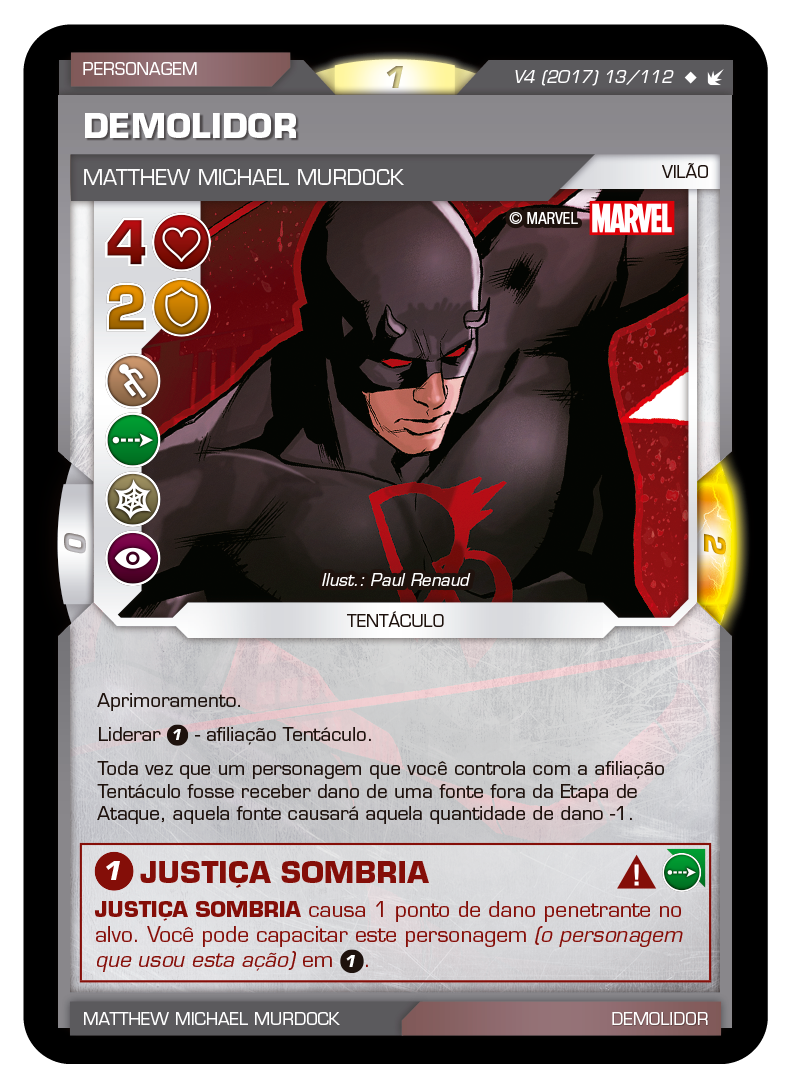 PERSONAGEM
1
V4 (2017) 13/112
DEMOLIDOR
MATTHEW MICHAEL MURDOCK
VILÃO
© MARVEL MARVEL
4
2
0
2
Ilust.: Paul Renaud
TENTÁCULO
Aprimoramento.
Liderar 1 - afiliação Tentáculo.
Toda vez que um personagem que você controla com a afiliação
Tentáculo fosse receber dano de uma fonte fora da Etapa de
Ataque, aquela fonte causará aquela quantidade de dano -1.
1 JUSTIÇA SOMBRIA
JUSTIÇA SOMBRIA causa 1 ponto de dano penetrante no
alvo. Você pode capacitar este personagem (o personagem
que usou esta ação) em 1.
MATTHEW MICHAEL MURDOCK
DEMOLIDOR